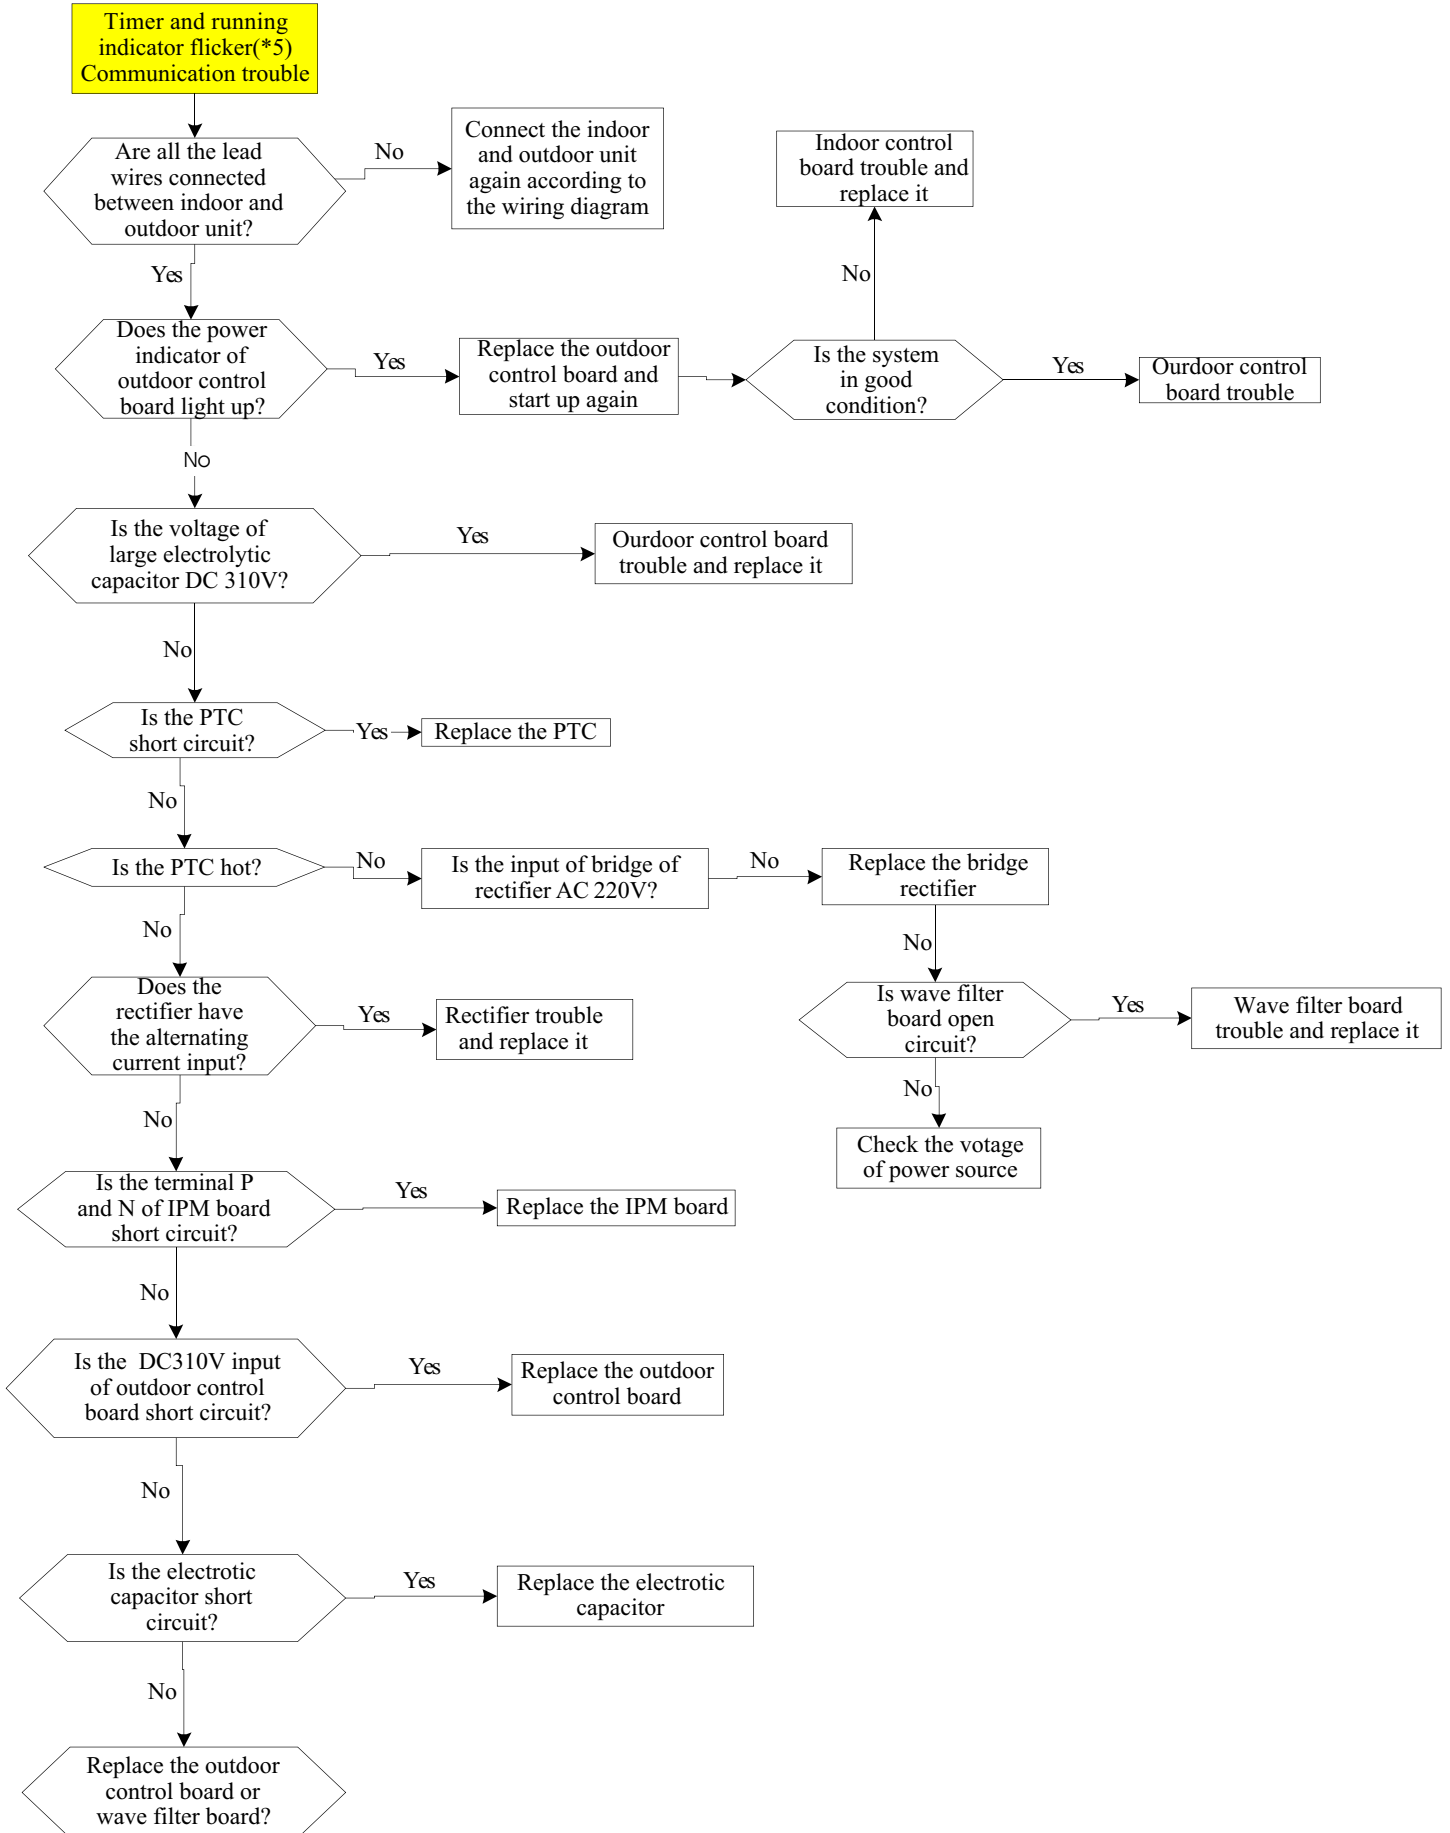 Timer and running
indicator flicker(*5)
Communication trouble
Are all the lead
wires connected
between indoor and
outdoor unit?
No
Connect the indoor
and outdoor unit
again according to
the wiring diagram
Indoor control
board trouble and
replace it
No
Yes
Does the power
indicator of
outdoor control
board light up?
Yes
Replace the outdoor
control board and
start up again
Is the system
in good
condition?
Yes
Ourdoor control
board trouble
No
Is the voltage of
large electrolytic
capacitor DC 310V?
Yes
Ourdoor control board
trouble and replace it
No
Is the PTC
short circuit?
Yes
Replace the PTC
No
Is the PTC hot?
No
Is the input of bridge of
rectifier AC 220V?
No
Replace the bridge
rectifier
No
No
Does the
rectifier have
the alternating
current input?
Yes
Rectifier trouble
and replace it
Is wave filter
board open
circuit?
Yes
Wave filter board
trouble and replace it
No
Check the votage
of power source
No
Is the terminal P
and N of IPM board
short circuit?
Yes
Replace the IPM board
No
Is the DC310V input
of outdoor control
board short circuit?
Yes
Replace the outdoor
control board
No
Is the electrotic
capacitor short
circuit?
Yes
Replace the electrotic
capacitor
No
Replace the outdoor
control board or
wave filter board?